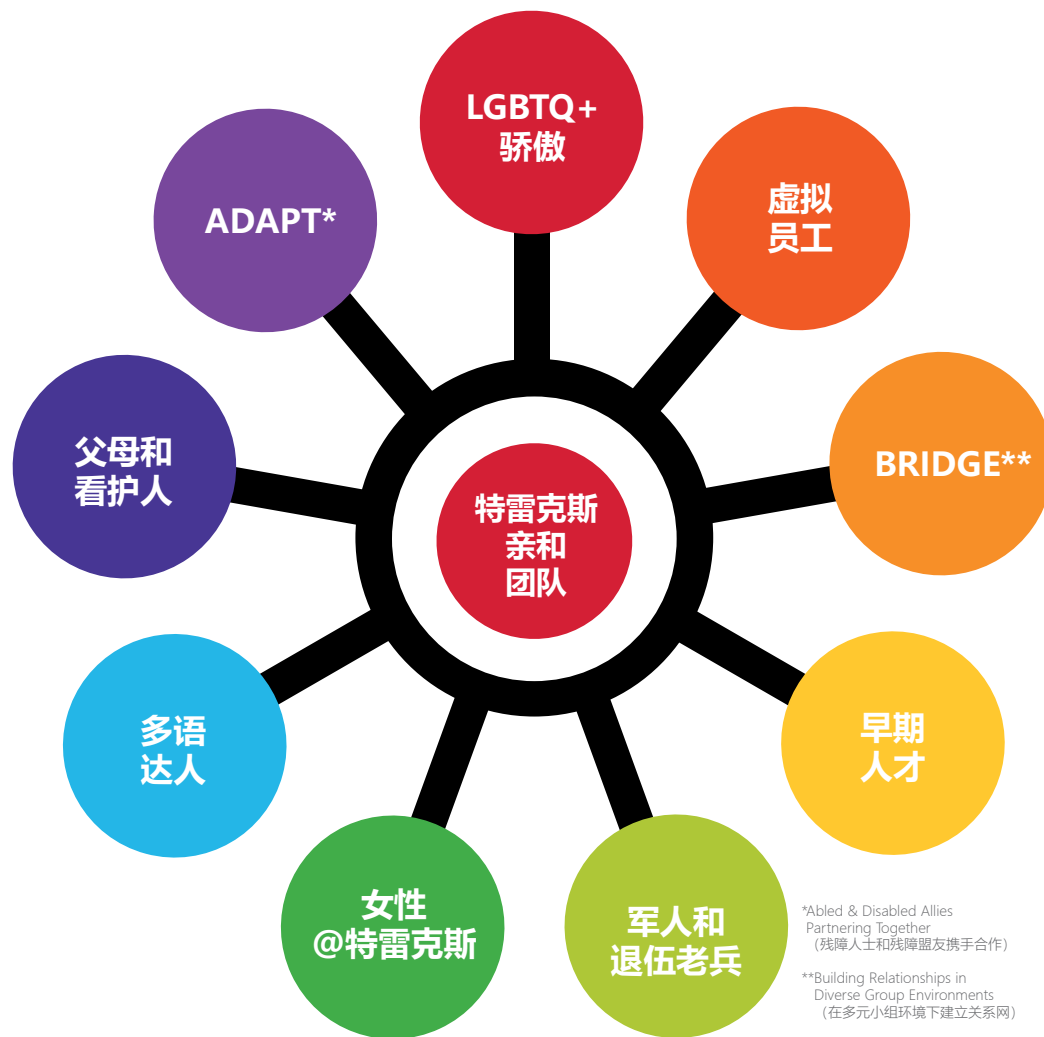 LGBTQ+
骄傲
虚拟
员工
BRIDGE**
早期
人才
军人和
退伍老兵
女性
@特雷克斯
多语
达人
父母和
看护人
ADAPT*
特雷克斯
亲和
团队
*Abled & Disabled Allies
Partnering Together
（残障人士和残障盟友携手合作）
**Building Relationships in
Diverse Group Environments
（在多元小组环境下建立关系网）